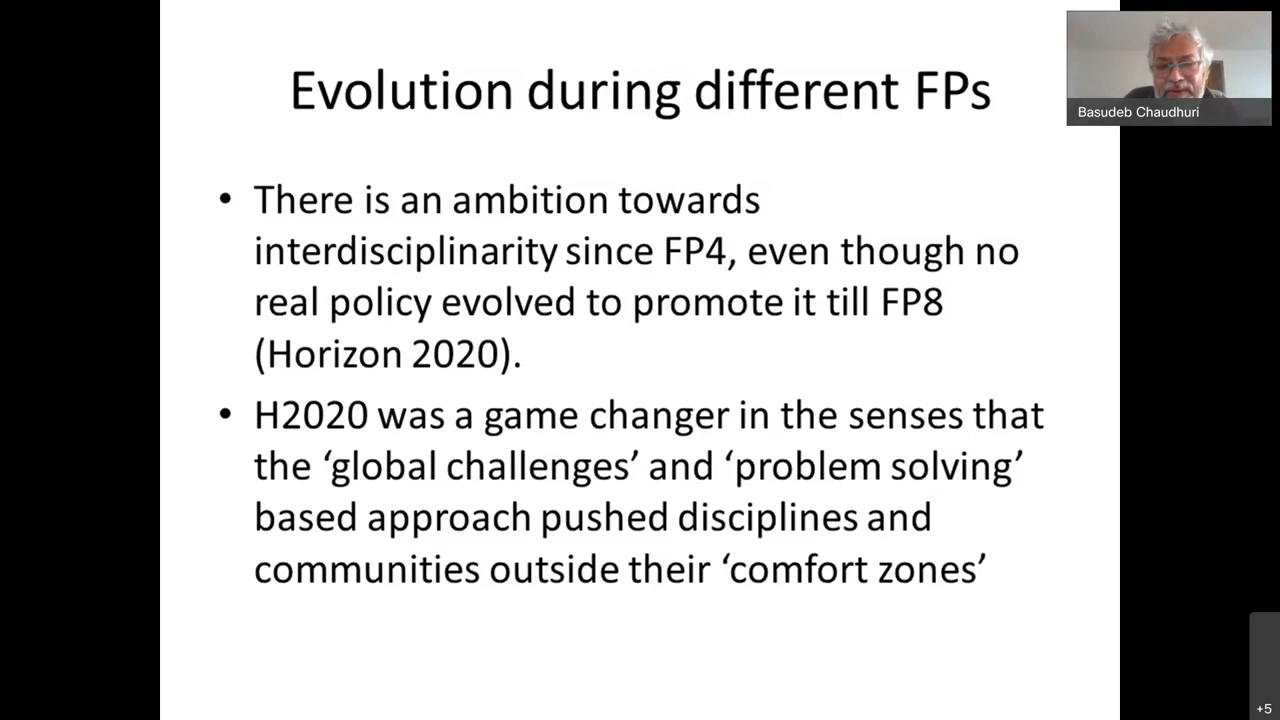 Evolution during different FPs
Basudeb Chaudhuri
• There is an ambition towards
interdisciplinarity since FP4, even though no
real policy evolved to promote it till FP8
(Horizon 2020).
• H2020 was a game changer in the senses that
the ‘global challenges’ and ‘problem solving’
based approach pushed disciplines and
communities outside their ‘comfort zones’
+5